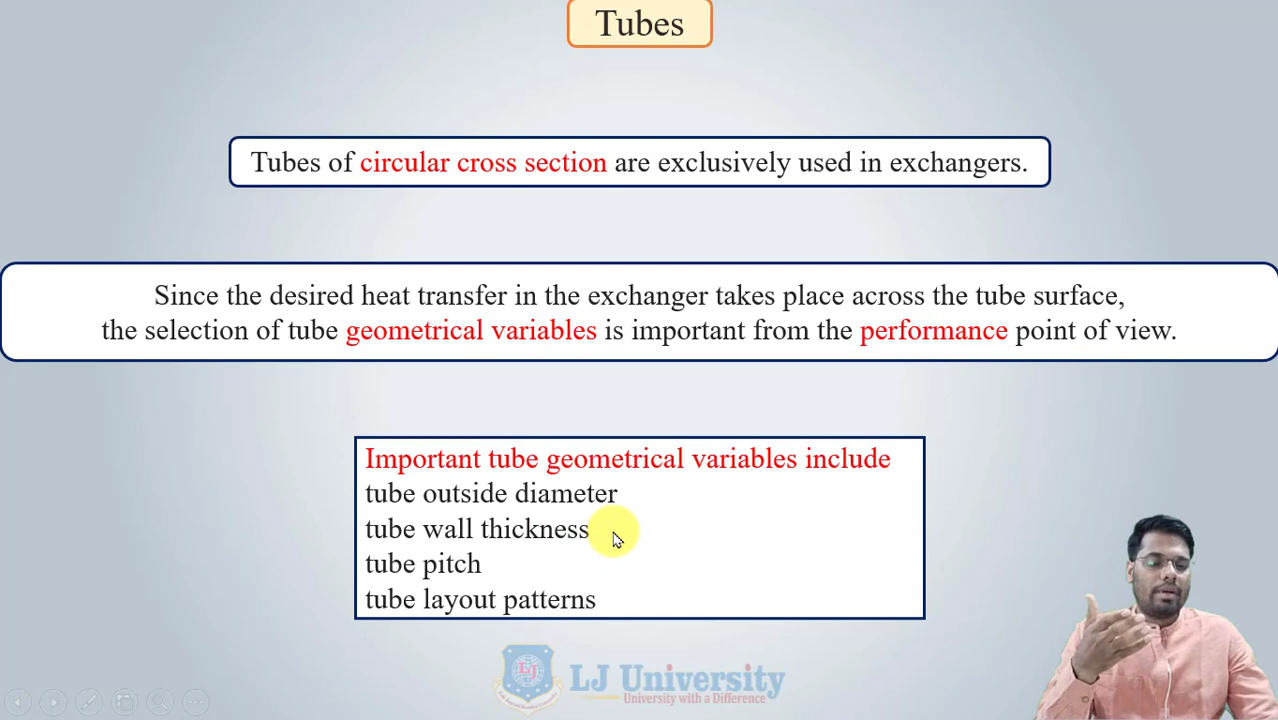 Tubes
Tubes of circular cross section are exclusively used in exchangers.
Since the desired heat transfer in the exchanger takes place across the tube surface,
the selection of tube geometrical variables is important from the performance point of view.
Important tube geometrical variables include
tube outside diameter
tube wall thickness
tube pitch
tube layout patterns
LJ
LJ University
University with a Difference